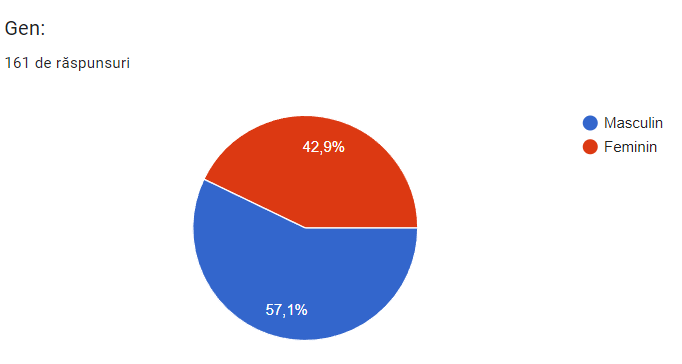 Gen:
161 de răspunsuri
Masculin
Feminin
42,9%
57,1%